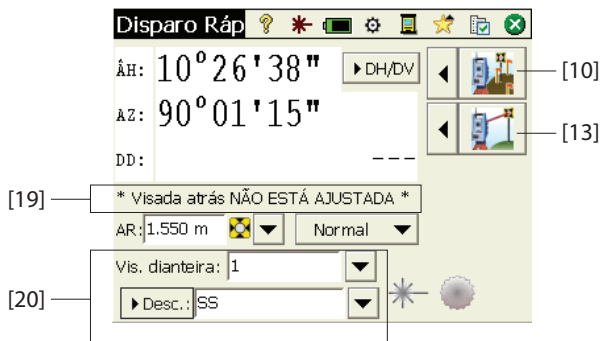 Disparo Ráp
ÂH: 10°26'38" DH/DV
AZ: 90°01'15"
DD: ---
[10]
[13]
[19]
* Visada atrás NÃO ESTÁ AJUSTADA *
AR: 1.550 m Normal
Vis. dianteira: 1
[20]
Desc.: SS